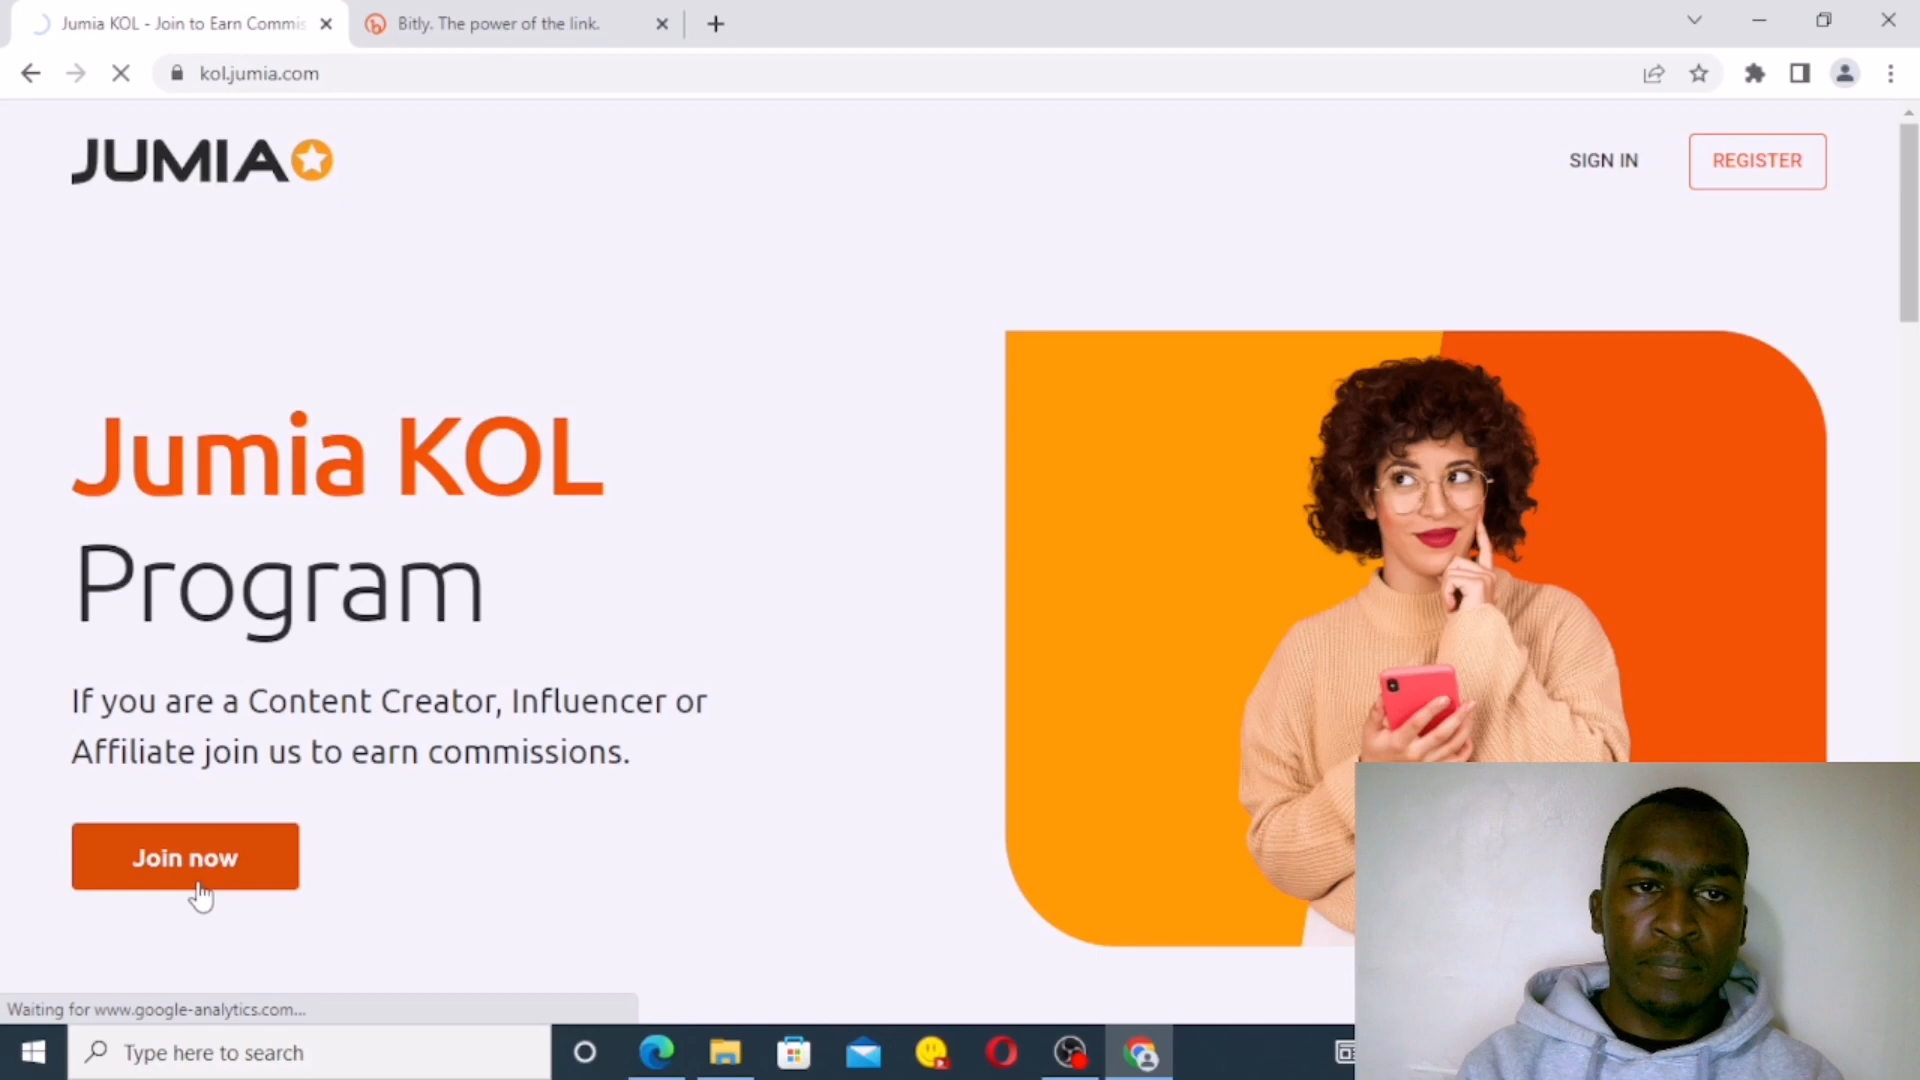 Jumia KOL - Join to Earn Commis
Bitly. The power of the link.
kol.jumia.com
JUMIA
SIGN IN
REGISTER
Jumia KOL
Program
If you are a Content Creator, Influencer or
Affiliate join us to earn commissions.
Join now
Waiting for www.google-analytics.com...
Type here to search